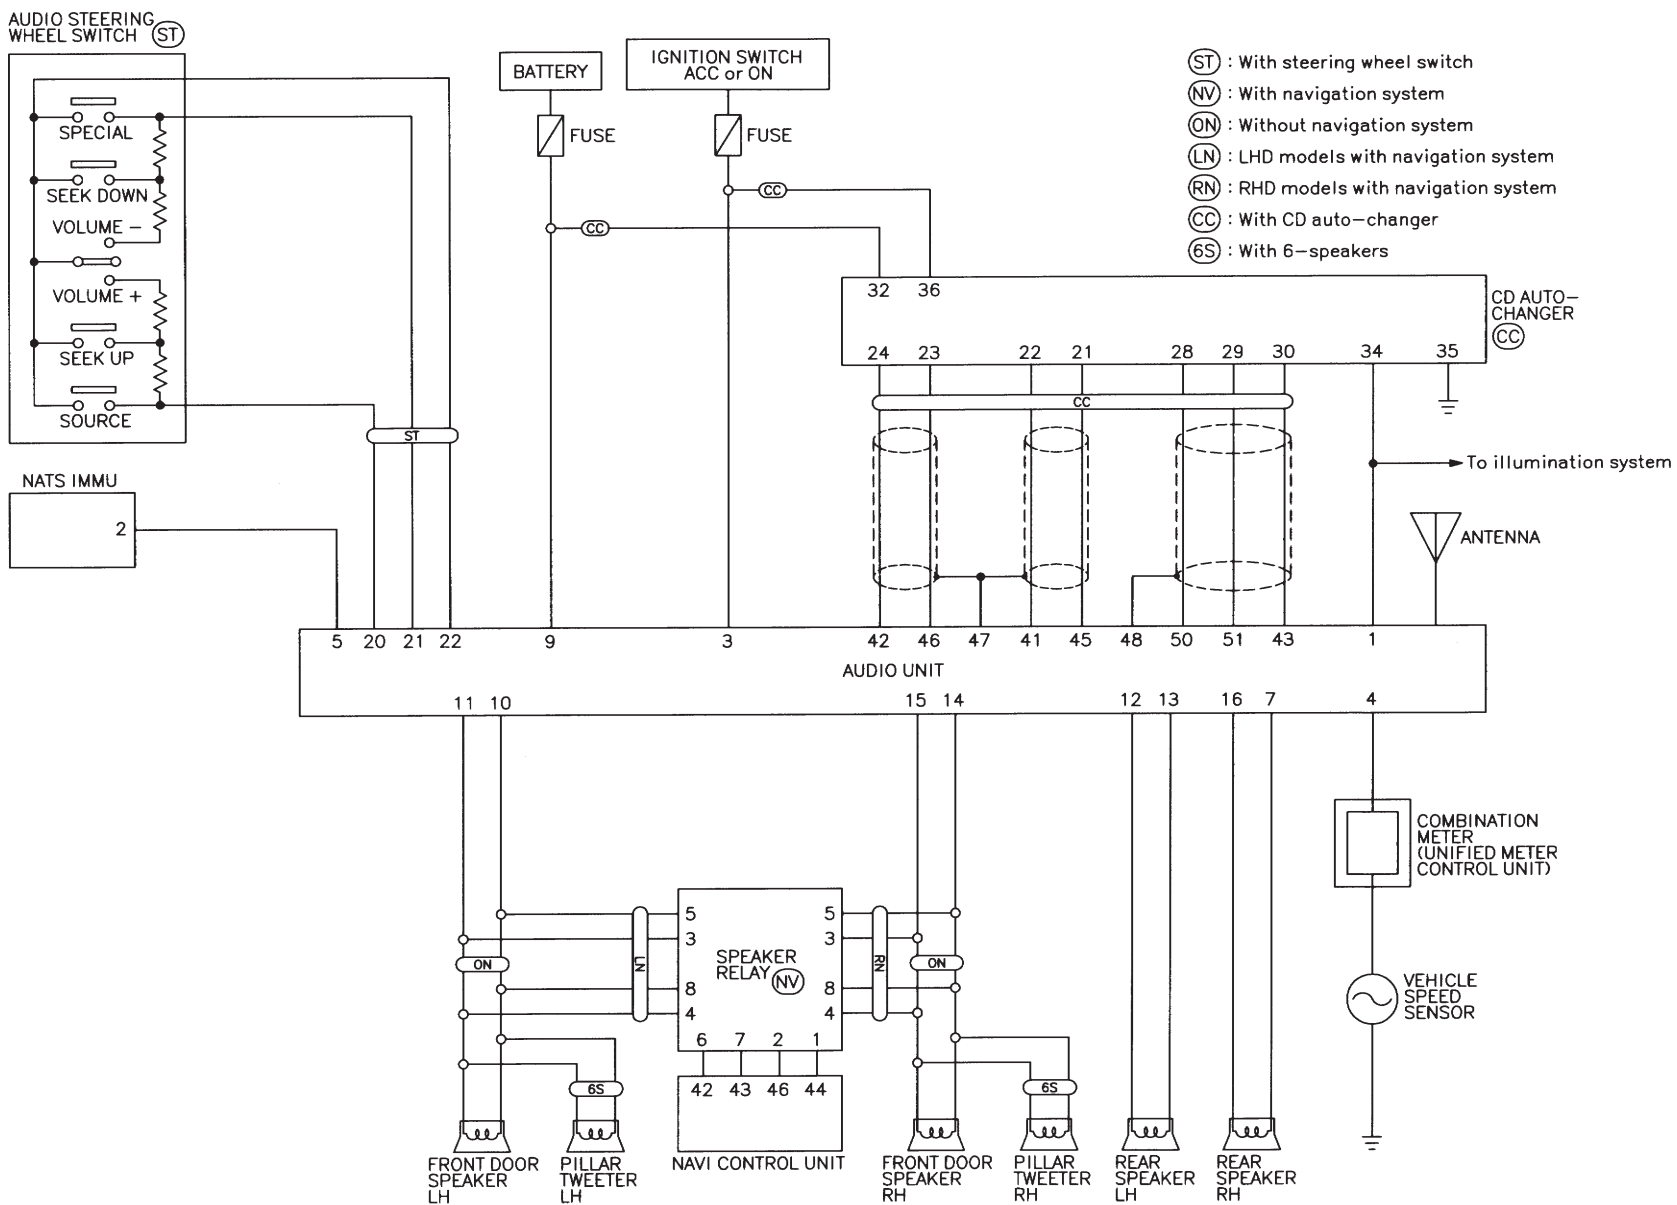 AUDIO STEERING
WHEEL SWITCH ST
SPECIAL
SEEK DOWN
VOLUME −
VOLUME +
SEEK UP
SOURCE
ST
NATS IMMU
2
BATTERY
FUSE
IGNITION SWITCH
ACC or ON
FUSE
CC
CC
ST : With steering wheel switch
NV : With navigation system
ON : Without navigation system
LN : LHD models with navigation system
RN : RHD models with navigation system
CC : With CD auto−changer
6S : With 6−speakers
32 36
CD AUTO−
CHANGER
CC
24 23 22 21 28 29 30 34 35
CC
To illumination system
ANTENNA
5 20 21 22 9 3 42 46 47 41 45 48 50 51 43 1
AUDIO UNIT
11 10 15 14 12 13 16 7 4
COMBINATION
METER
(UNIFIED METER
CONTROL UNIT)
VEHICLE
SPEED
SENSOR
5 5
3 3
SPEAKER
RELAY NV
ON LN RN ON
8 8
4 4
6 7 2 1
42 43 46 44
NAVI CONTROL UNIT
6S
6S
FRONT DOOR
SPEAKER
LH
PILLAR
TWEETER
LH
FRONT DOOR
SPEAKER
RH
PILLAR
TWEETER
RH
REAR
SPEAKER
LH
REAR
SPEAKER
RH